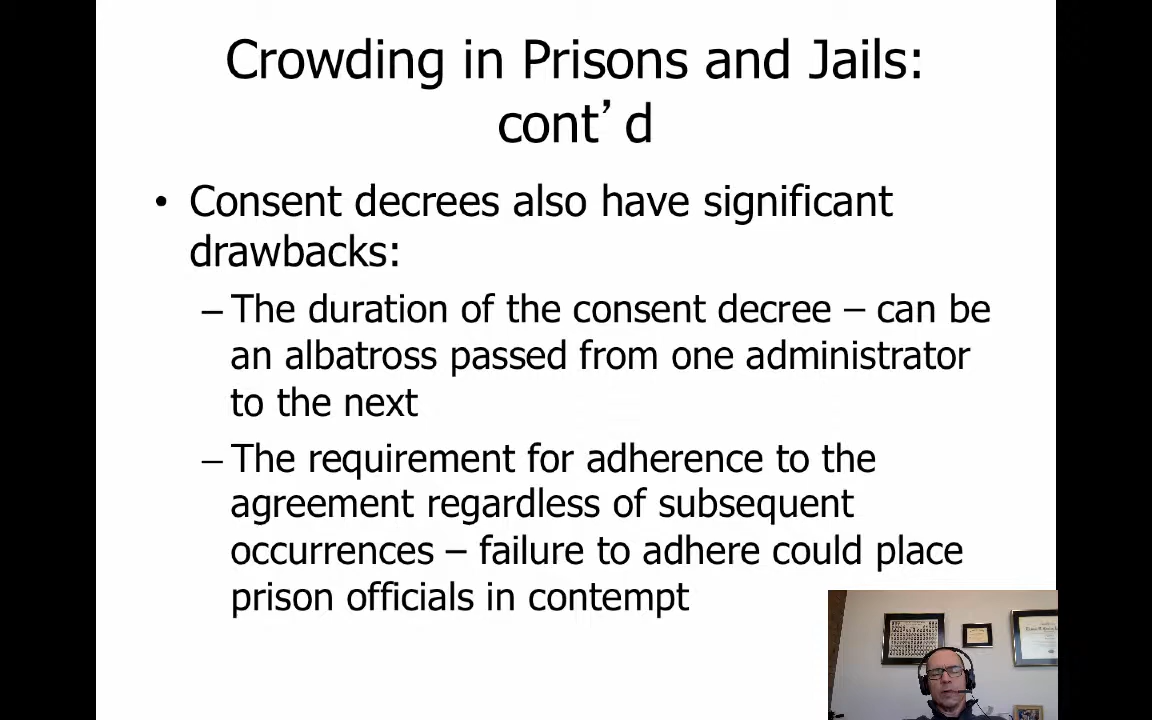 Crowding in Prisons and Jails:
cont’d
• Consent decrees also have significant
drawbacks:
– The duration of the consent decree – can be
an albatross passed from one administrator
to the next
– The requirement for adherence to the
agreement regardless of subsequent
occurrences – failure to adhere could place
prison officials in contempt